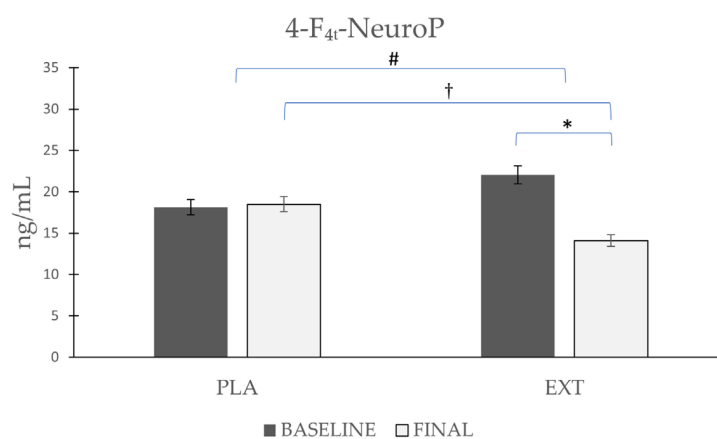 4-F₄ₜ-NeuroP
#
†
*
ng/mL
35
30
25
20
15
10
5
0
PLA EXT
BASELINE FINAL